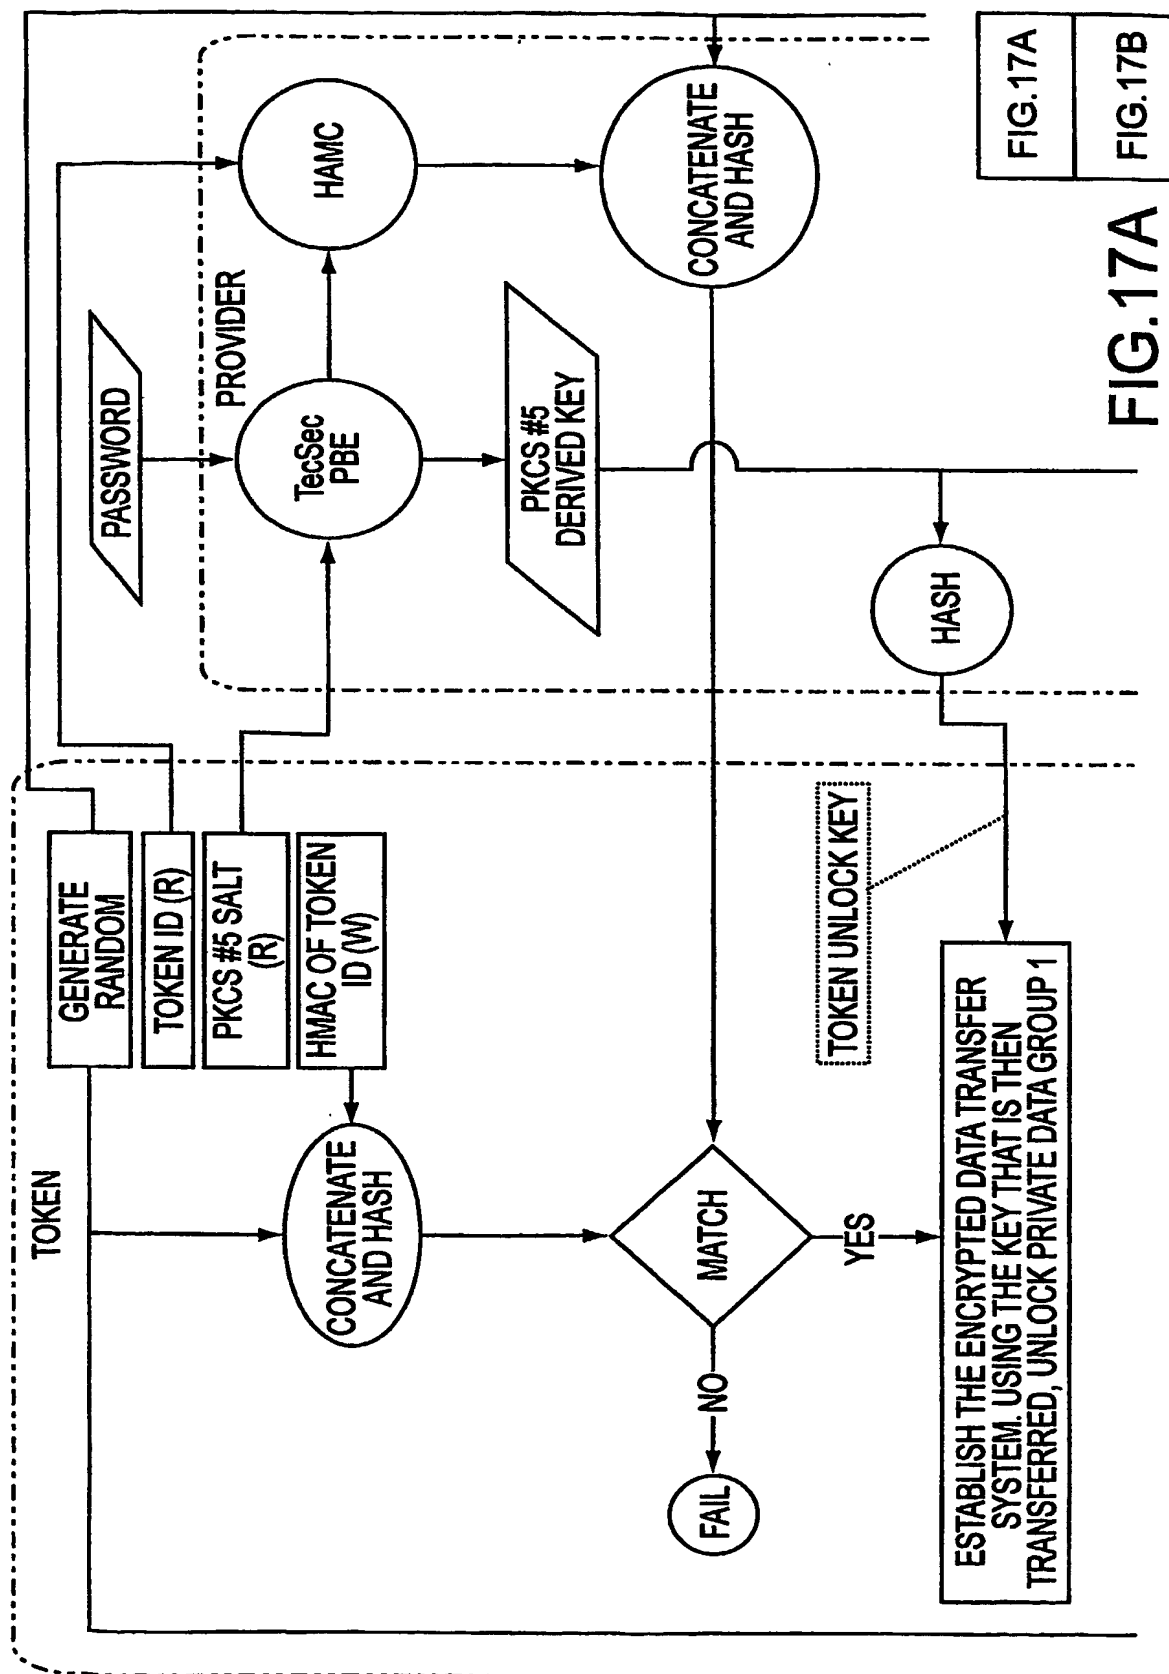 TOKEN
GENERATE
RANDOM
TOKEN ID (R)
PKCS #5 SALT
(R)
HMAC OF TOKEN
ID (W)
PASSWORD
PROVIDER
TecSec
PBE
HAMC
CONCATENATE
AND HASH
CONCATENATE
AND HASH
PKCS #5
DERIVED KEY
MATCH
NO
FAIL
YES
HASH
TOKEN UNLOCK KEY
ESTABLISH THE ENCRYPTED DATA TRANSFER
SYSTEM. USING THE KEY THAT IS THEN
TRANSFERRED, UNLOCK PRIVATE DATA GROUP 1
FIG.17A
FIG.17B
FIG.17A